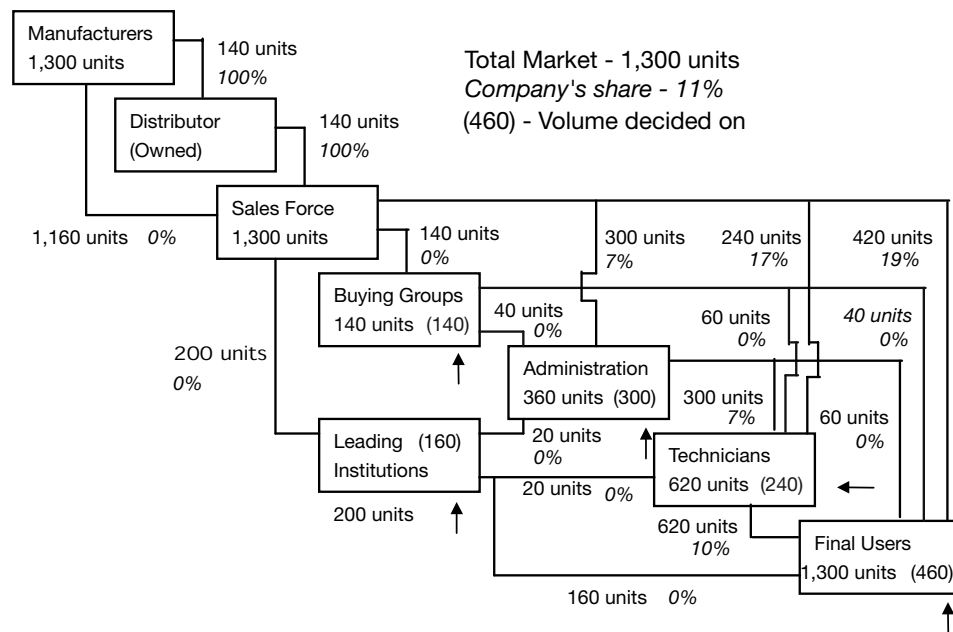 Manufacturers
1,300 units
140 units
100%
Total Market - 1,300 units
Company's share - 11%
(460) - Volume decided on
Distributor
(Owned)
140 units
100%
Sales Force
1,300 units
1,160 units 0%
140 units
0%
300 units
7%
240 units
17%
420 units
19%
Buying Groups
140 units (140)
40 units
0%
60 units
0%
40 units
0%
200 units
0%
Administration
360 units (300)
300 units
7%
60 units
0%
Leading (160)
Institutions
200 units
20 units
0%
20 units 0%
Technicians
620 units (240)
620 units
10%
Final Users
1,300 units (460)
160 units 0%